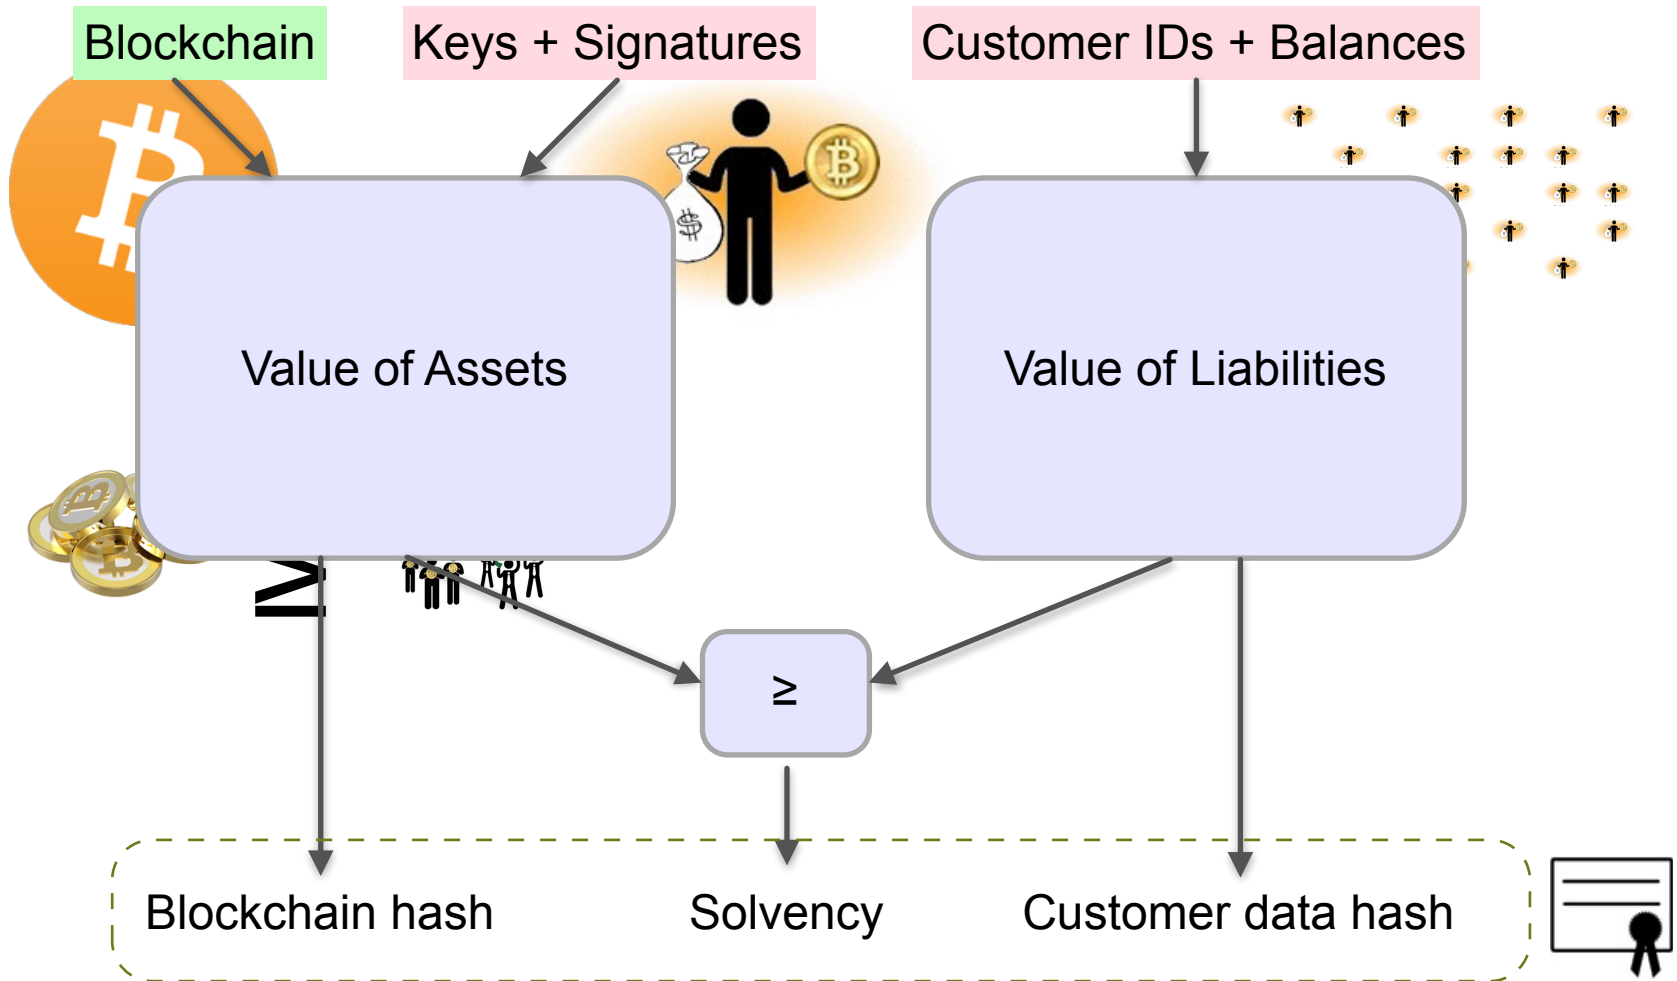 Blockchain
Keys + Signatures
Customer IDs + Balances
Value of Assets
Value of Liabilities
≥
Blockchain hash
Solvency
Customer data hash